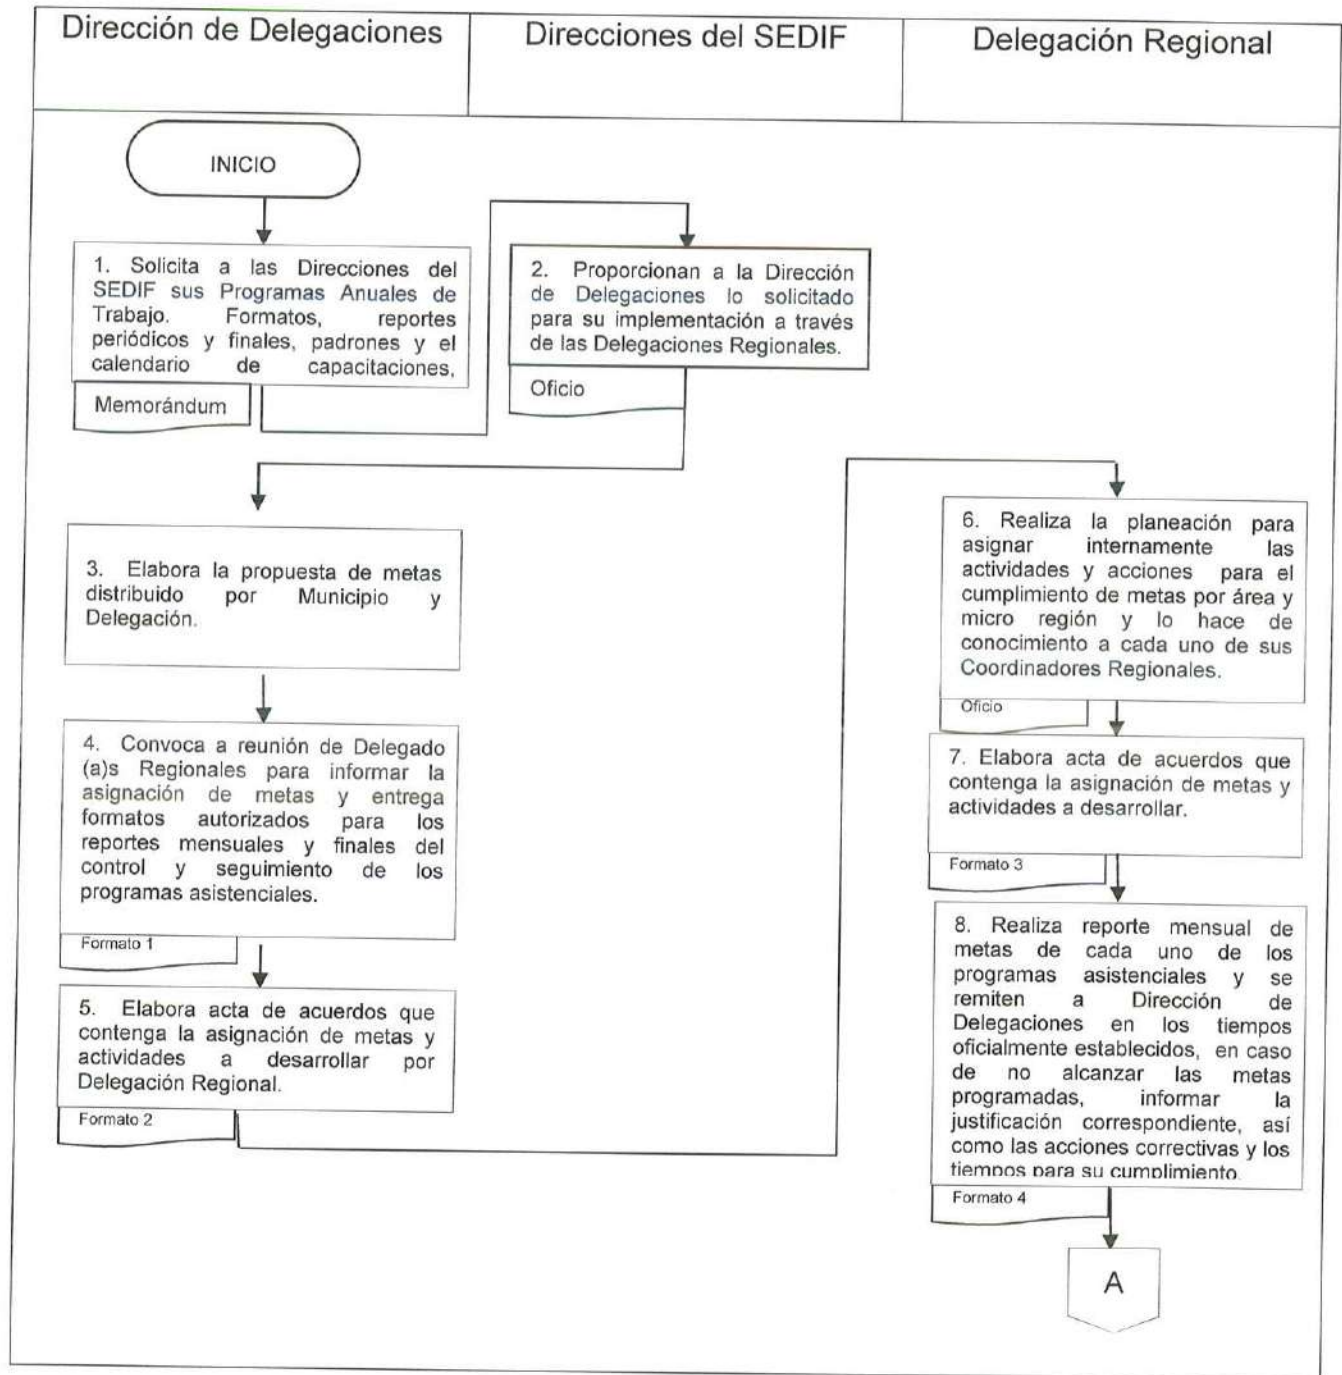 Dirección de Delegaciones
Direcciones del SEDIF
Delegación Regional
INICIO
1. Solicita a las Direcciones del
SEDIF sus Programas Anuales de
Trabajo. Formatos, reportes
periódicos y finales, padrones y el
calendario de capacitaciones,
Memorándum
2. Proporcionan a la Dirección
de Delegaciones lo solicitado
para su implementación a través
de las Delegaciones Regionales.
Oficio
3. Elabora la propuesta de metas
distribuido por Municipio y
Delegación.
4. Convoca a reunión de Delegado
(a)s Regionales para informar la
asignación de metas y entrega
formatos autorizados para los
reportes mensuales y finales del
control y seguimiento de los
programas asistenciales.
Formato 1
5. Elabora acta de acuerdos que
contenga la asignación de metas y
actividades a desarrollar por
Delegación Regional.
Formato 2
6. Realiza la planeación para
asignar internamente las
actividades y acciones para el
cumplimiento de metas por área y
micro región y lo hace de
conocimiento a cada uno de sus
Coordinadores Regionales.
Oficio
7. Elabora acta de acuerdos que
contenga la asignación de metas y
actividades a desarrollar.
Formato 3
8. Realiza reporte mensual de
metas de cada uno de los
programas asistenciales y se
remiten a Dirección de
Delegaciones en los tiempos
oficialmente establecidos, en caso
de no alcanzar las metas
programadas, informar la
justificación correspondiente, así
como las acciones correctivas y los
tiempos para su cumplimiento.
Formato 4
A